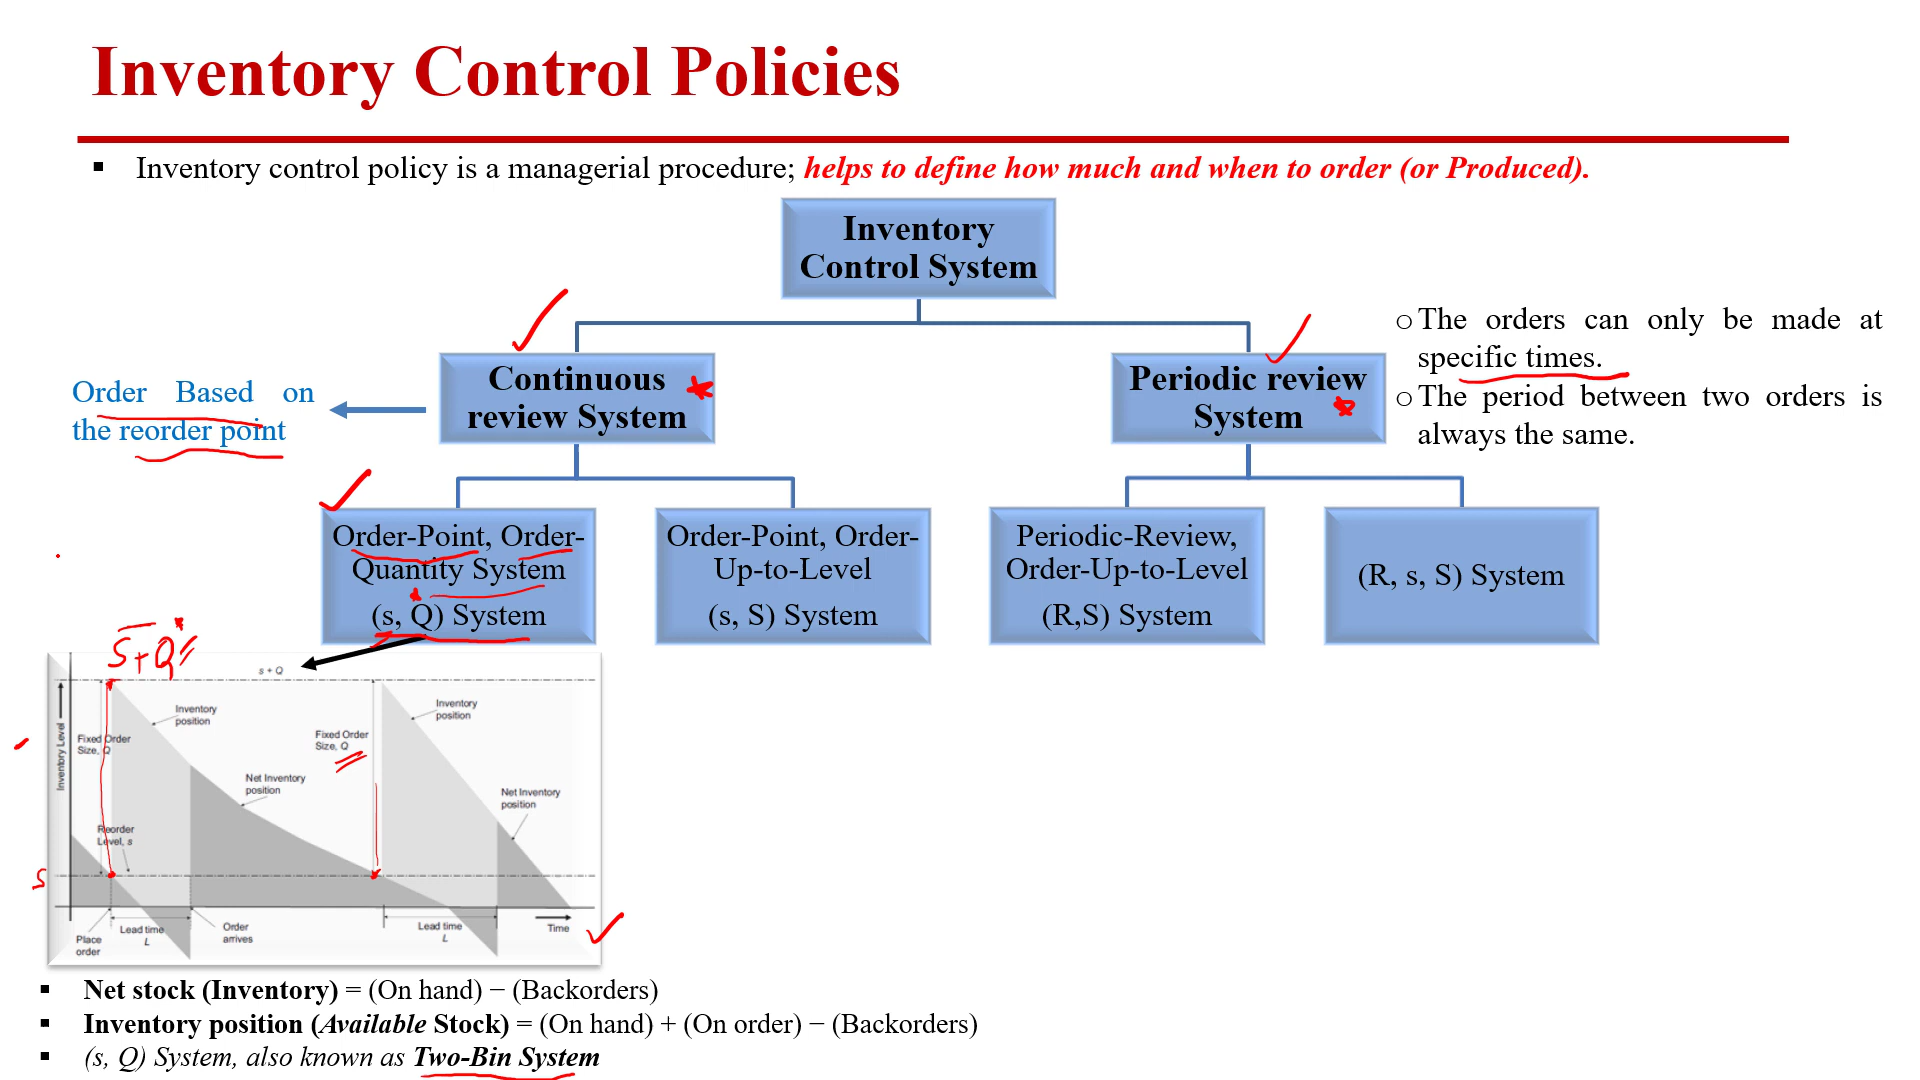 Inventory Control Policies
▪ Inventory control policy is a managerial procedure; helps to define how much and when to order (or Produced).
Inventory
Control System
Continuous
review System
Periodic review
System
Order Based on
the reorder point
o The orders can only be made at
specific times.
o The period between two orders is
always the same.
Order-Point, Order-
Quantity System
(s, Q) System
Order-Point, Order-
Up-to-Level
(s, S) System
Periodic-Review,
Order-Up-to-Level
(R,S) System
(R, s, S) System
S+Q
s + Q
Inventory
position
Inventory
position
Fixed Order
Size, Q
Fixed Order
Size, Q
Inventory Level
Net Inventory
position
Net Inventory
position
Reorder
Level, s
s
Place
order
Lead time
L
Order
arrives
Lead time
L
Time
▪ Net stock (Inventory) = (On hand) − (Backorders)
▪ Inventory position (Available Stock) = (On hand) + (On order) − (Backorders)
▪ (s, Q) System, also known as Two-Bin System